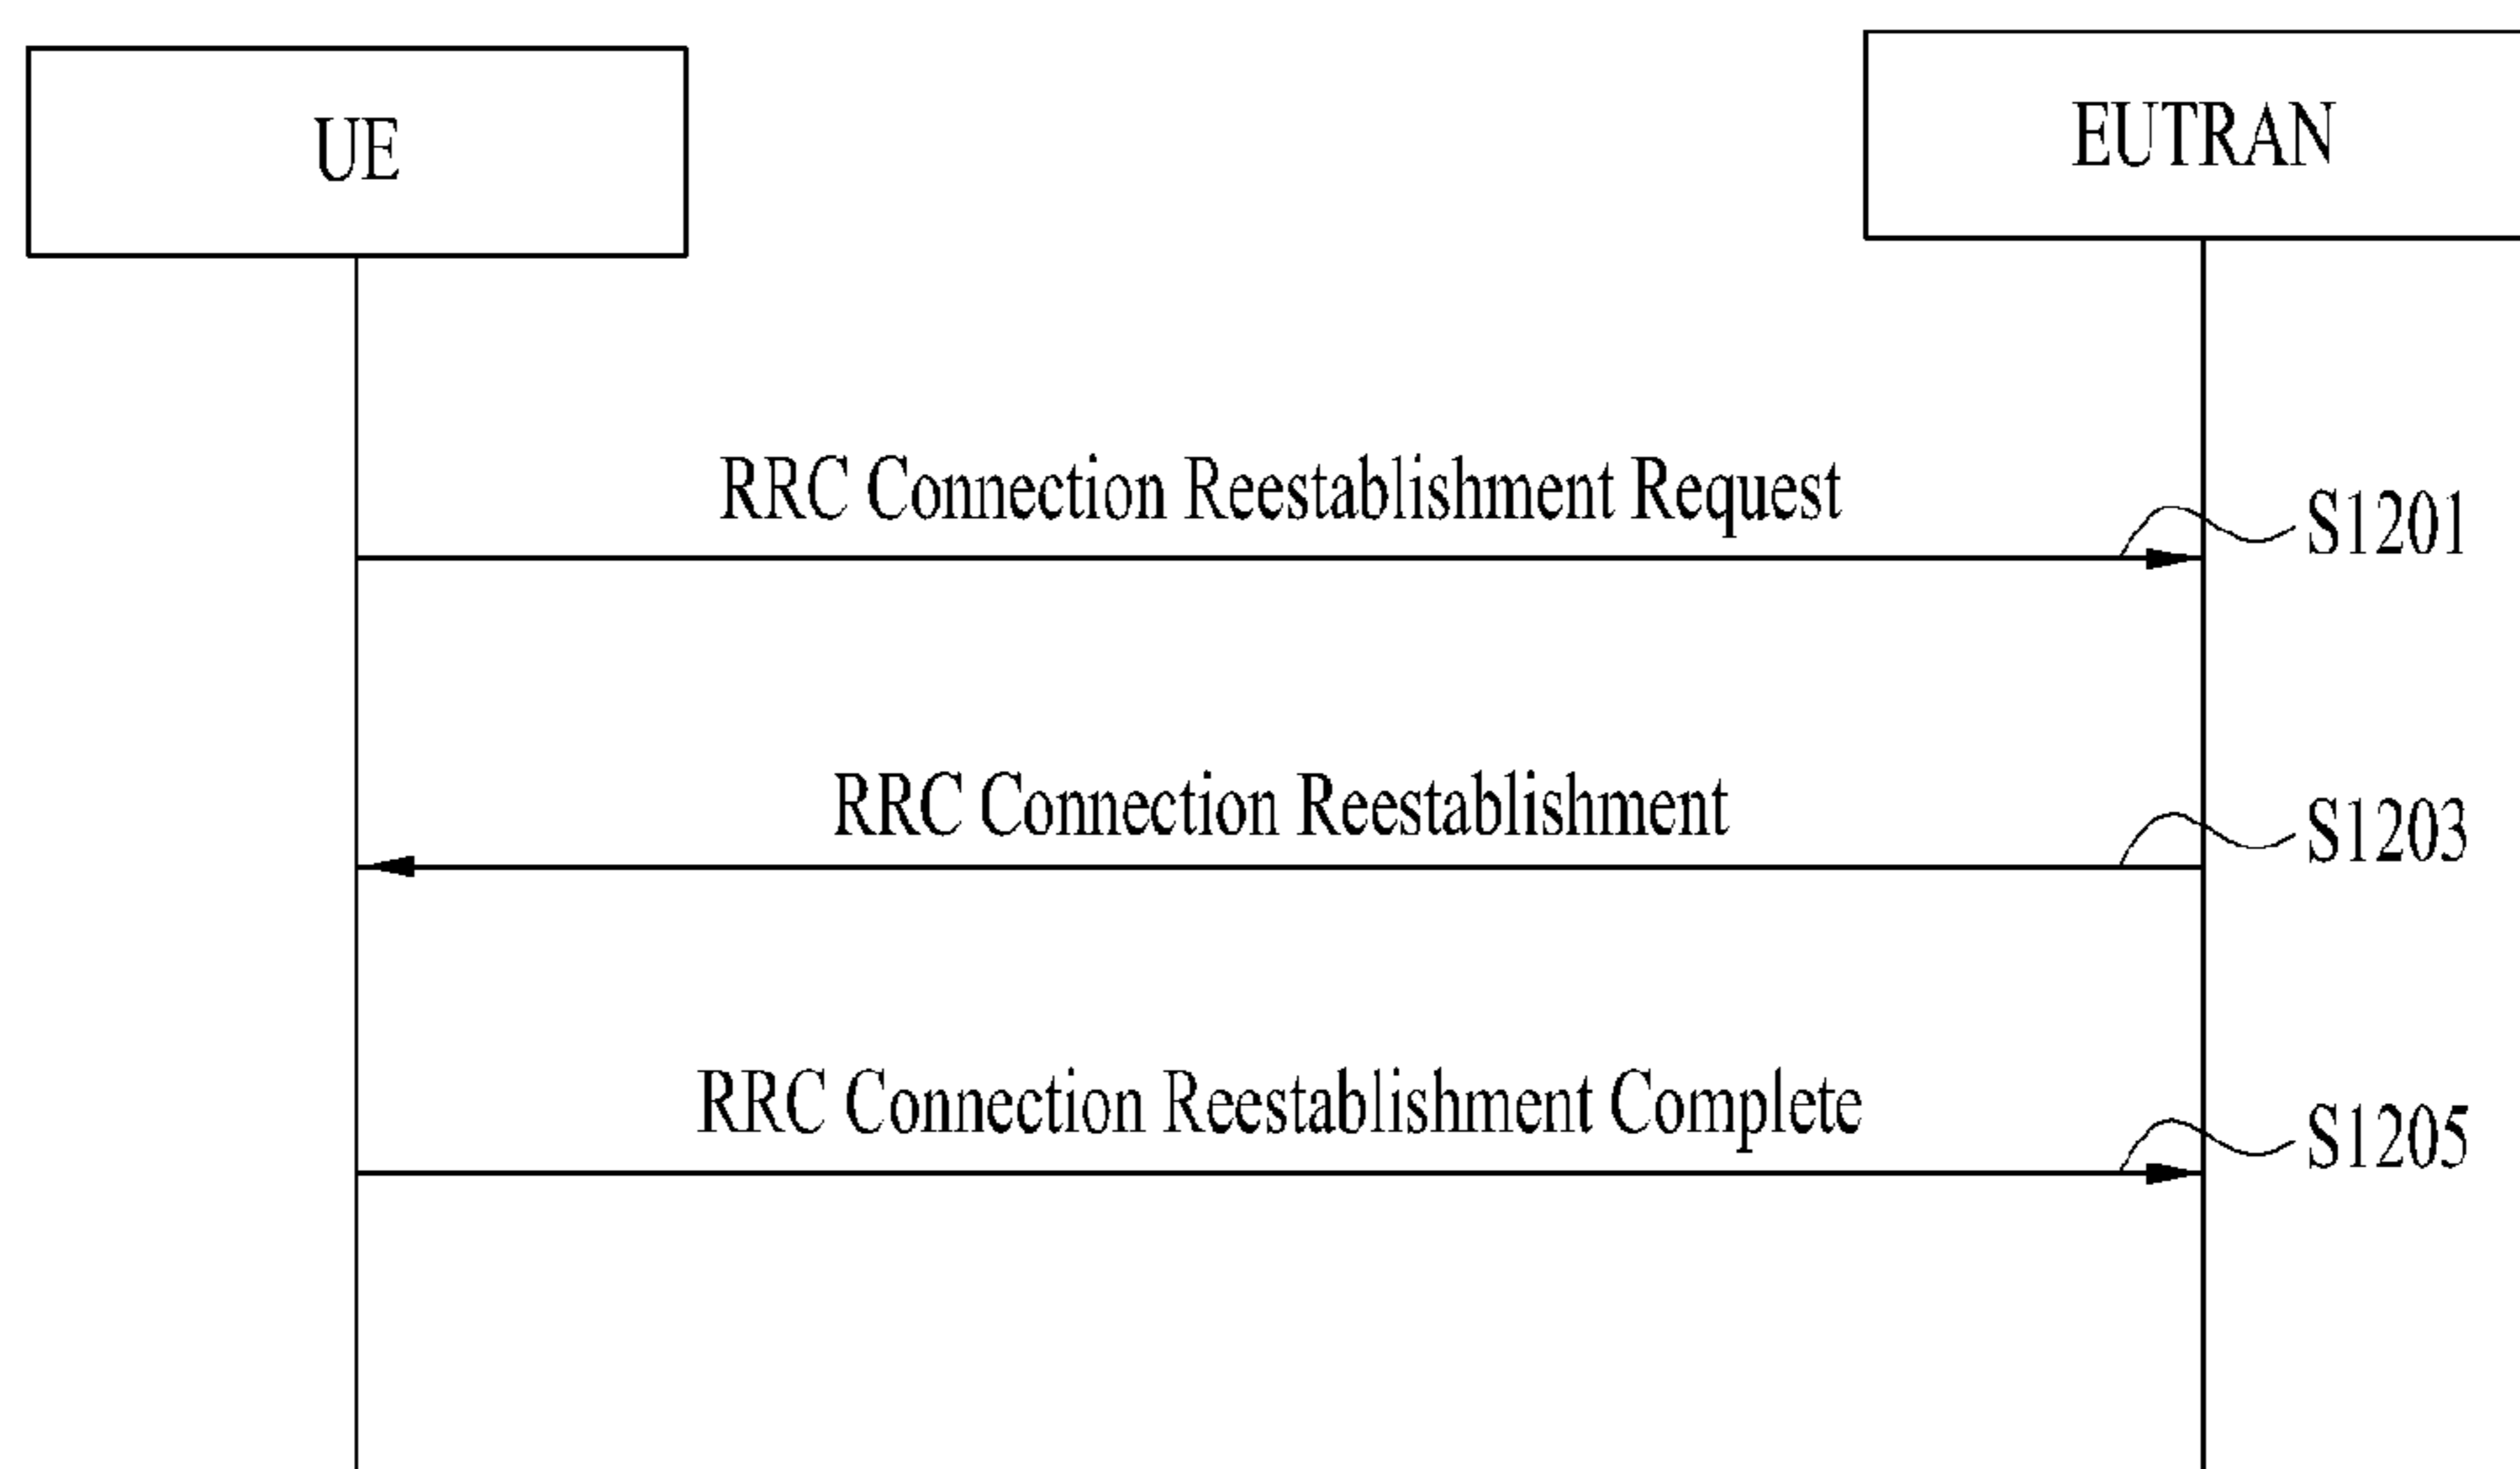 UE
EUTRAN
RRC Connection Reestablishment Request
S1201
RRC Connection Reestablishment
S1203
RRC Connection Reestablishment Complete
S1205